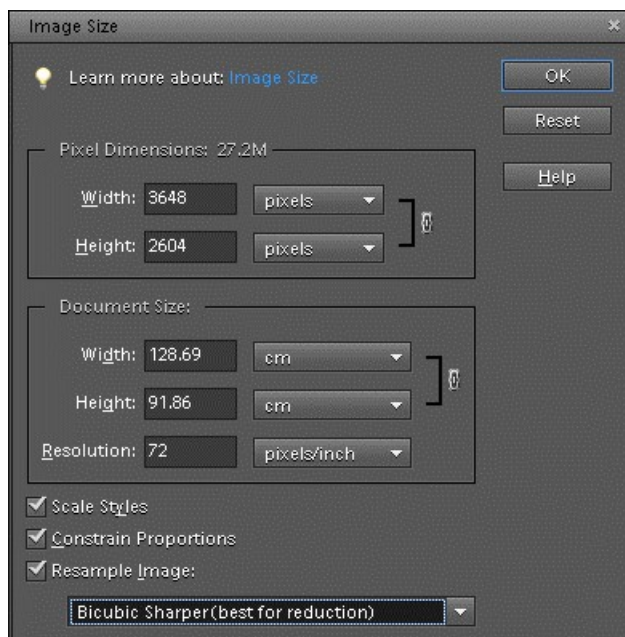 Image Size
Learn more about: Image Size
OK
Reset
Help
Pixel Dimensions: 27.2M
Width: 3648 pixels
Height: 2604 pixels
Document Size:
Width: 128.69 cm
Height: 91.86 cm
Resolution: 72 pixels/inch
Scale Styles
Constrain Proportions
Resample Image:
Bicubic Sharper(best for reduction)